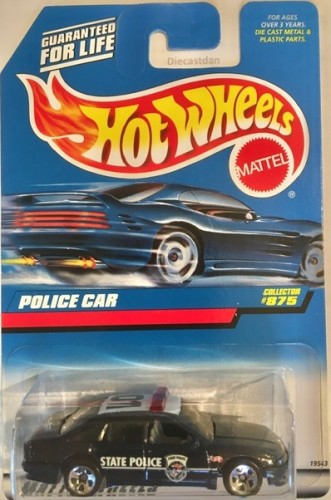 GUARANTEED
FOR LIFE
FOR AGES
OVER 3 YEARS.
DIE CAST METAL &
PLASTIC PARTS.
Diecastdan
HOT WHEELS
MATTEL
®
POLICE CAR
COLLECTOR
#875
19543
STATE POLICE